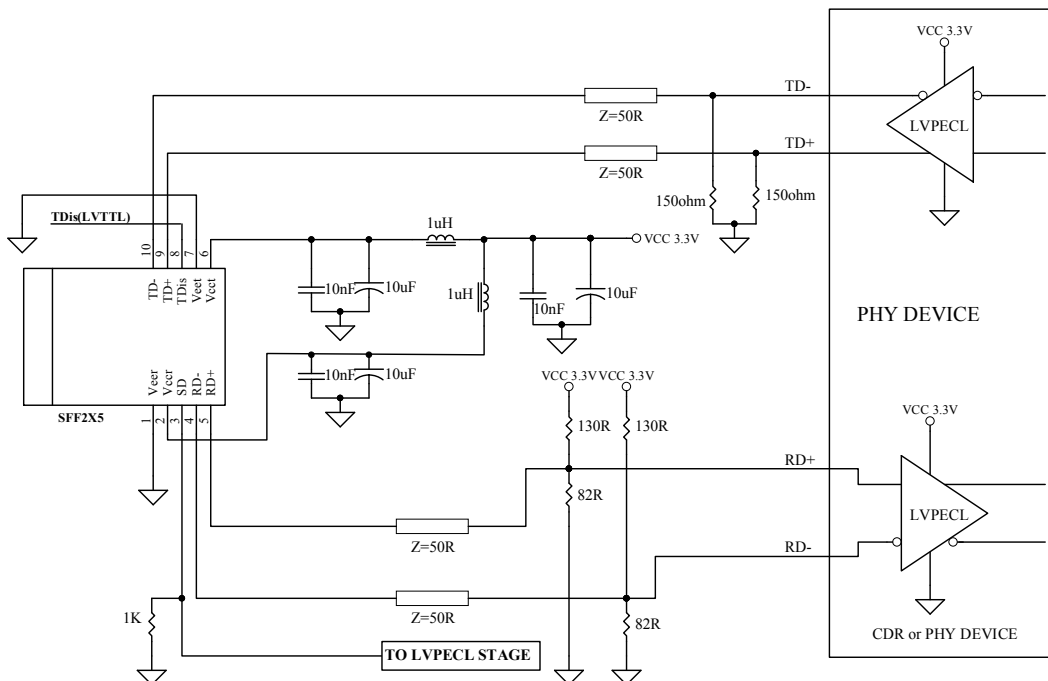 VCC 3.3V
TD-
Z=50R
LVPECL
TD+
Z=50R
150ohm
150ohm
TDis(LVTTL)
1uH
VCC 3.3V
10
9
8
7
6
TD-
TD+
TDis
Veet
Vcct
10nF
10uF
1uH
10nF
10uF
PHY DEVICE
10nF
10uF
Veer
Vccr
SD
RD-
RD+
SFF2X5
1
2
3
4
5
VCC 3.3V
VCC 3.3V
VCC 3.3V
130R
130R
RD+
82R
LVPECL
Z=50R
RD-
1K
Z=50R
82R
CDR or PHY DEVICE
TO LVPECL STAGE